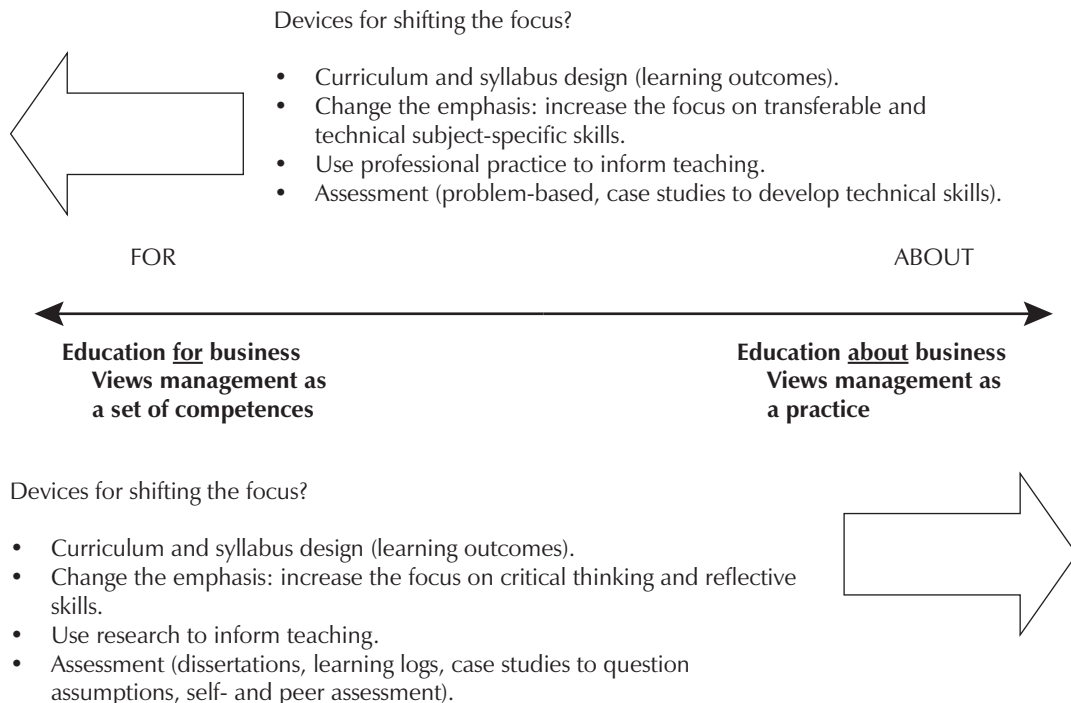 Devices for shifting the focus?
• Curriculum and syllabus design (learning outcomes).
• Change the emphasis: increase the focus on transferable and
technical subject-specific skills.
• Use professional practice to inform teaching.
• Assessment (problem-based, case studies to develop technical skills).
FOR
ABOUT
Education for business
Views management as
a set of competences
Education about business
Views management as
a practice
Devices for shifting the focus?
• Curriculum and syllabus design (learning outcomes).
• Change the emphasis: increase the focus on critical thinking and reflective
skills.
• Use research to inform teaching.
• Assessment (dissertations, learning logs, case studies to question
assumptions, self- and peer assessment).